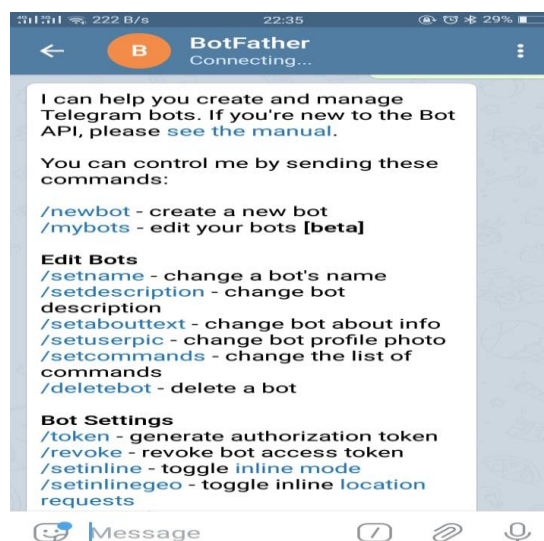 222 B/s 22:35 29%
B
BotFather
Connecting...
I can help you create and manage
Telegram bots. If you're new to the Bot
API, please see the manual.
You can control me by sending these
commands:
/newbot - create a new bot
/mybots - edit your bots [beta]
Edit Bots
/setname - change a bot's name
/setdescription - change bot
description
/setabouttext - change bot about info
/setuserpic - change bot profile photo
/setcommands - change the list of
commands
/deletebot - delete a bot
Bot Settings
/token - generate authorization token
/revoke - revoke bot access token
/setinline - toggle inline mode
/setinlinegeo - toggle inline location
requests
Message